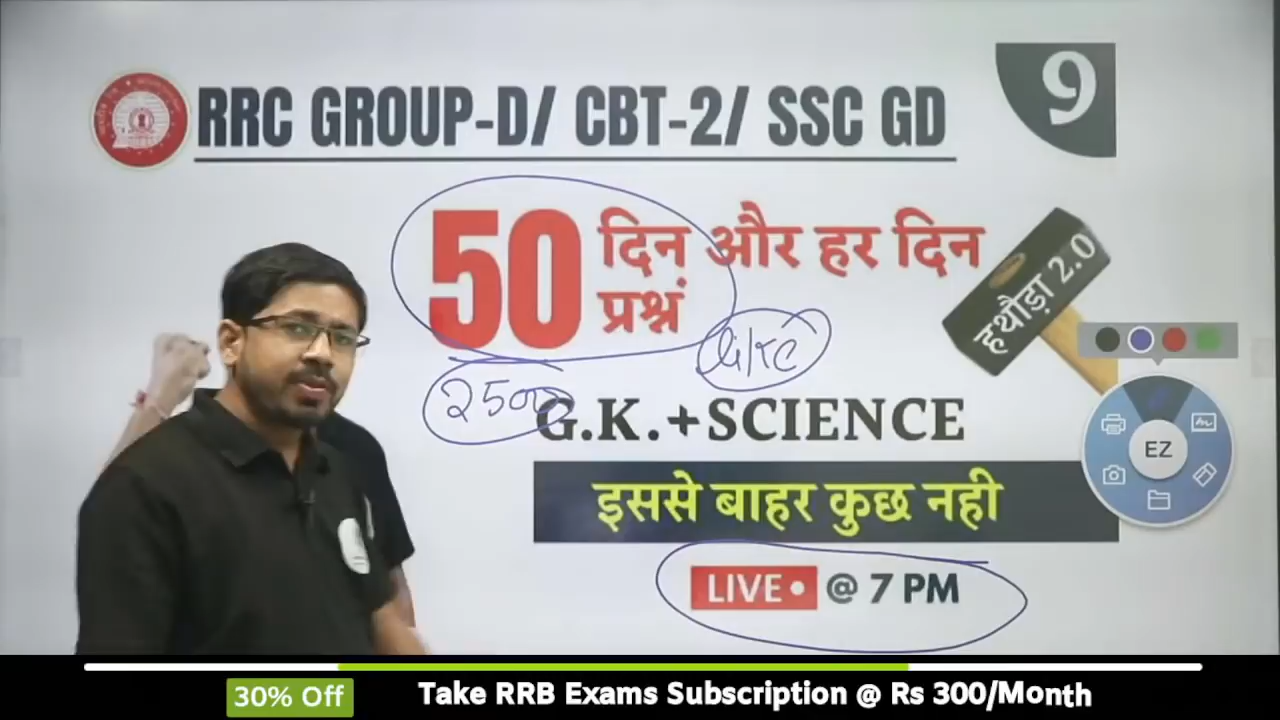 RRC GROUP-D/ CBT-2/ SSC GD
9
50 दिन और हर दिन
प्रश्नं
हथौड़ा 2.0
like
2500
G.K.+SCIENCE
EZ
इससे बाहर कुछ नही
LIVE • @ 7 PM
30% Off
Take RRB Exams Subscription @ Rs 300/Month